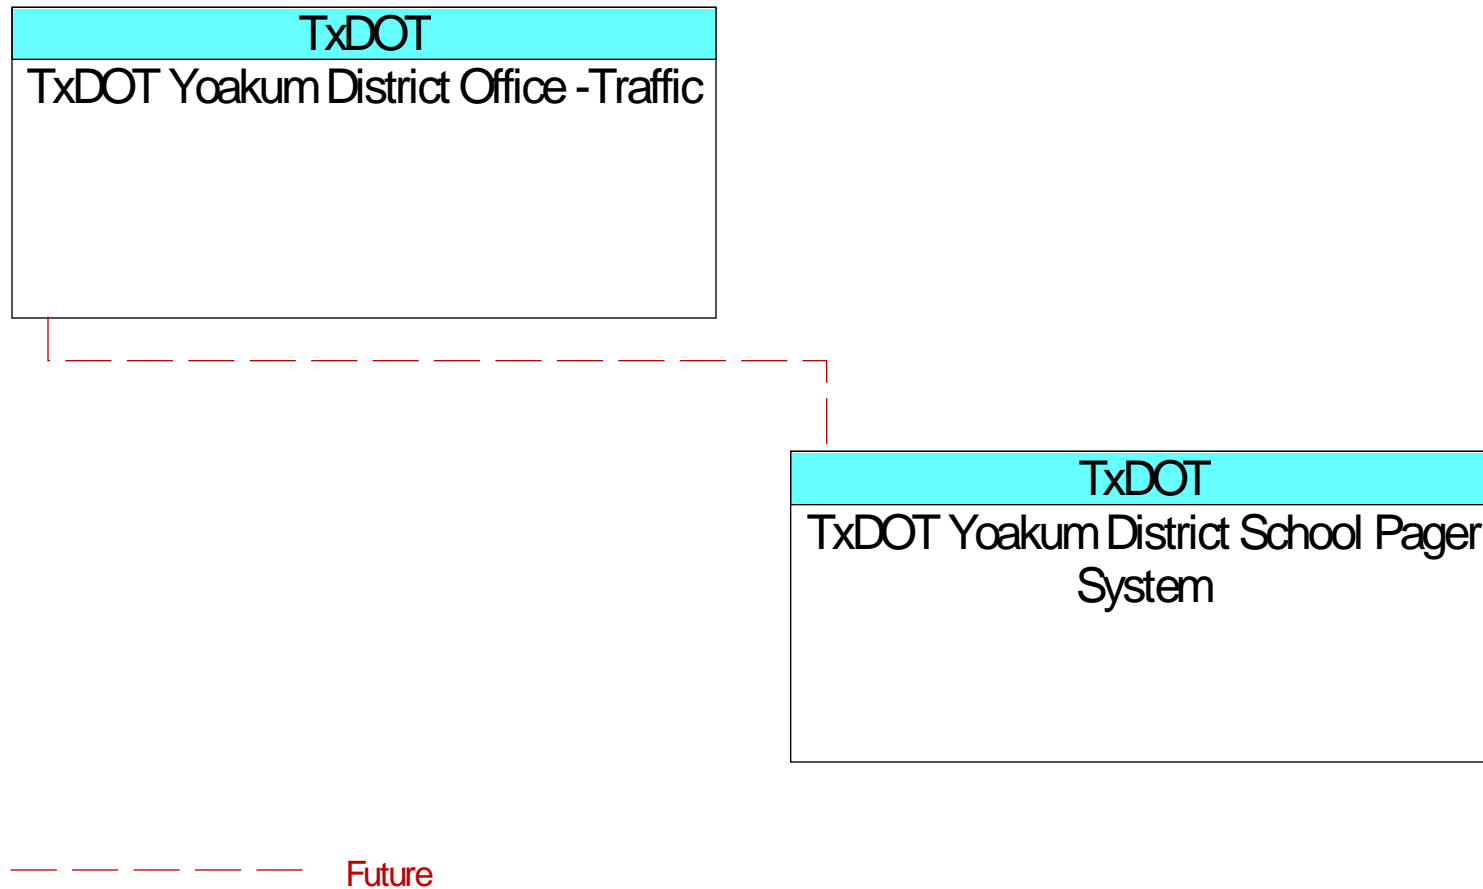 TxDOT
TxDOT Yoakum District Office -Traffic
TxDOT
TxDOT Yoakum District School Pager
System
Future